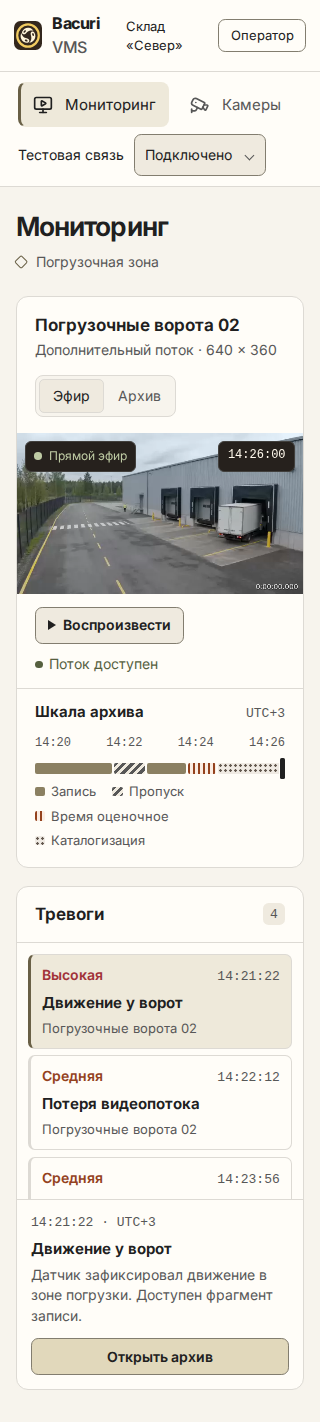 Bacuri
VMS
Склад
«Север»
Оператор
Мониторинг
Камеры
Тестовая связь
Подключено
Мониторинг
Погрузочная зона
Погрузочные ворота 02
Дополнительный поток · 640 × 360
Эфир
Архив
Прямой эфир
14:26:00
0:00:00.000
Воспроизвести
Поток доступен
Шкала архива
UTC+3
14:20 14:22 14:24 14:26
Запись
Пропуск
Время оценочное
Каталогизация
Тревоги
4
Высокая
14:21:22
Движение у ворот
Погрузочные ворота 02
Средняя
14:22:12
Потеря видеопотока
Погрузочные ворота 02
Средняя
14:23:56
14:21:22 · UTC+3
Движение у ворот
Датчик зафиксировал движение в
зоне погрузки. Доступен фрагмент
записи.
Открыть архив